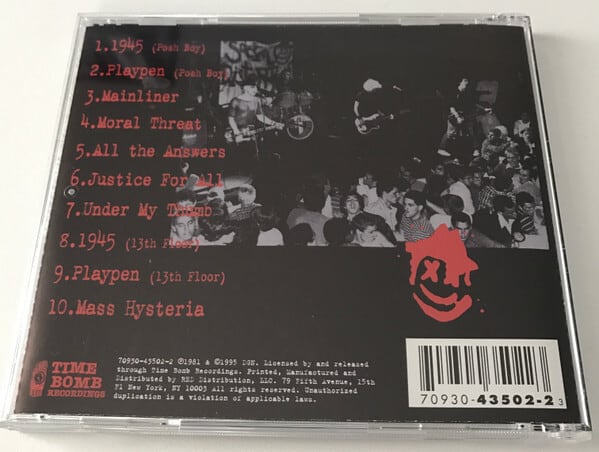 1.1945 (Posh Boy)
2.Playpen (Posh Boy)
3.Mainliner
4.Moral Threat
5.All the Answers
6.Justice For All
7.Under My Thumb
8.1945 (13th Floor)
9.Playpen (13th Floor)
10.Mass Hysteria
TIME
BOMB
RECORDINGS
70930-43502-2 ℗1981 & ©1995 DGN. Licensed by and released
through Time Bomb Recordings. Printed, Manufactured and
Distributed by RED Distribution, LLC. 79 Fifth Avenue, 15th
Fl New York, NY 10003 All rights reserved. Unauthorized
duplication is a violation of applicable laws.
70930-43502-2 3